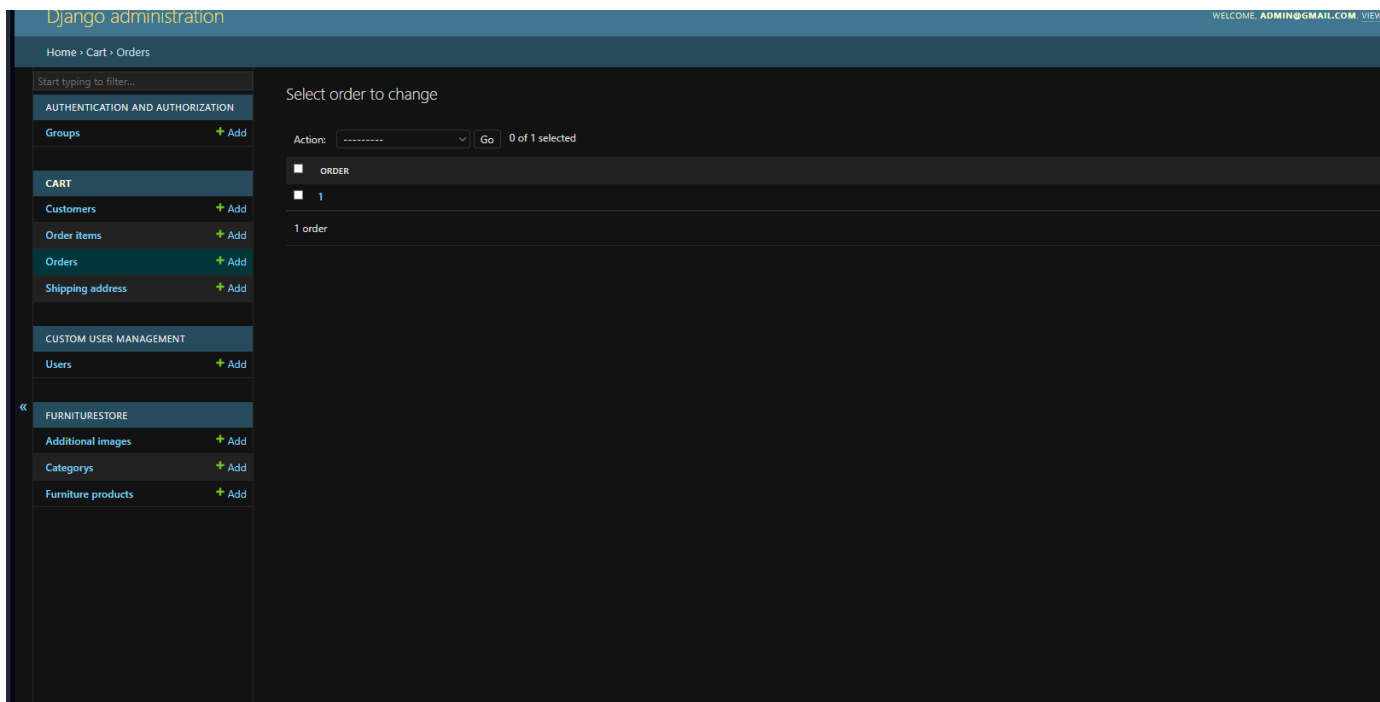 Django administration
WELCOME, ADMIN@GMAIL.COM. VIEW
Home › Cart › Orders
Start typing to filter...
AUTHENTICATION AND AUTHORIZATION
Groups + Add
CART
Customers + Add
Order items + Add
Orders + Add
Shipping address + Add
CUSTOM USER MANAGEMENT
Users + Add
«
FURNITURESTORE
Additional images + Add
Categorys + Add
Furniture products + Add
Select order to change
Action: --------- Go 0 of 1 selected
ORDER
1
1 order